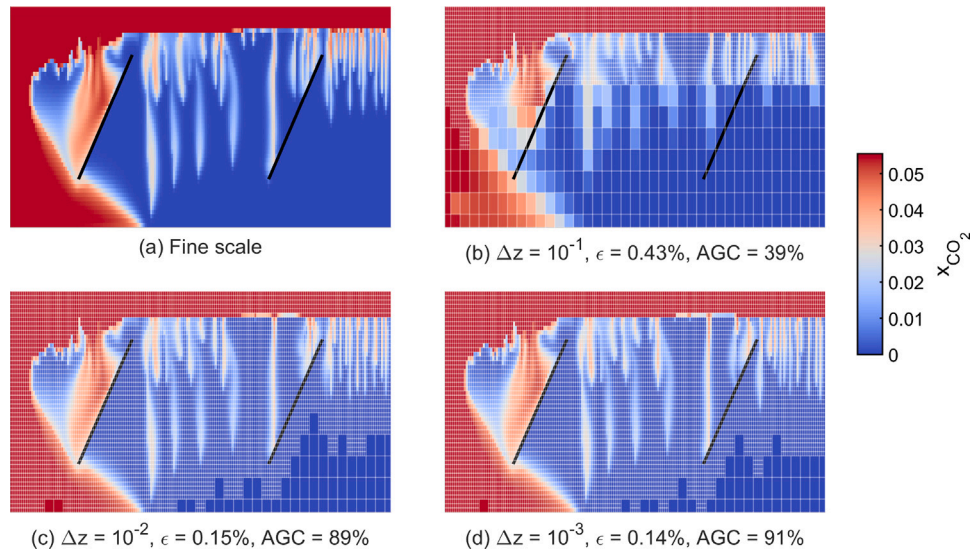 (a) Fine scale
(b) Δz = 10⁻¹, ϵ = 0.43%, AGC = 39%
(c) Δz = 10⁻², ϵ = 0.15%, AGC = 89%
(d) Δz = 10⁻³, ϵ = 0.14%, AGC = 91%
0.05
0.04
0.03
0.02
0.01
0
x_CO₂